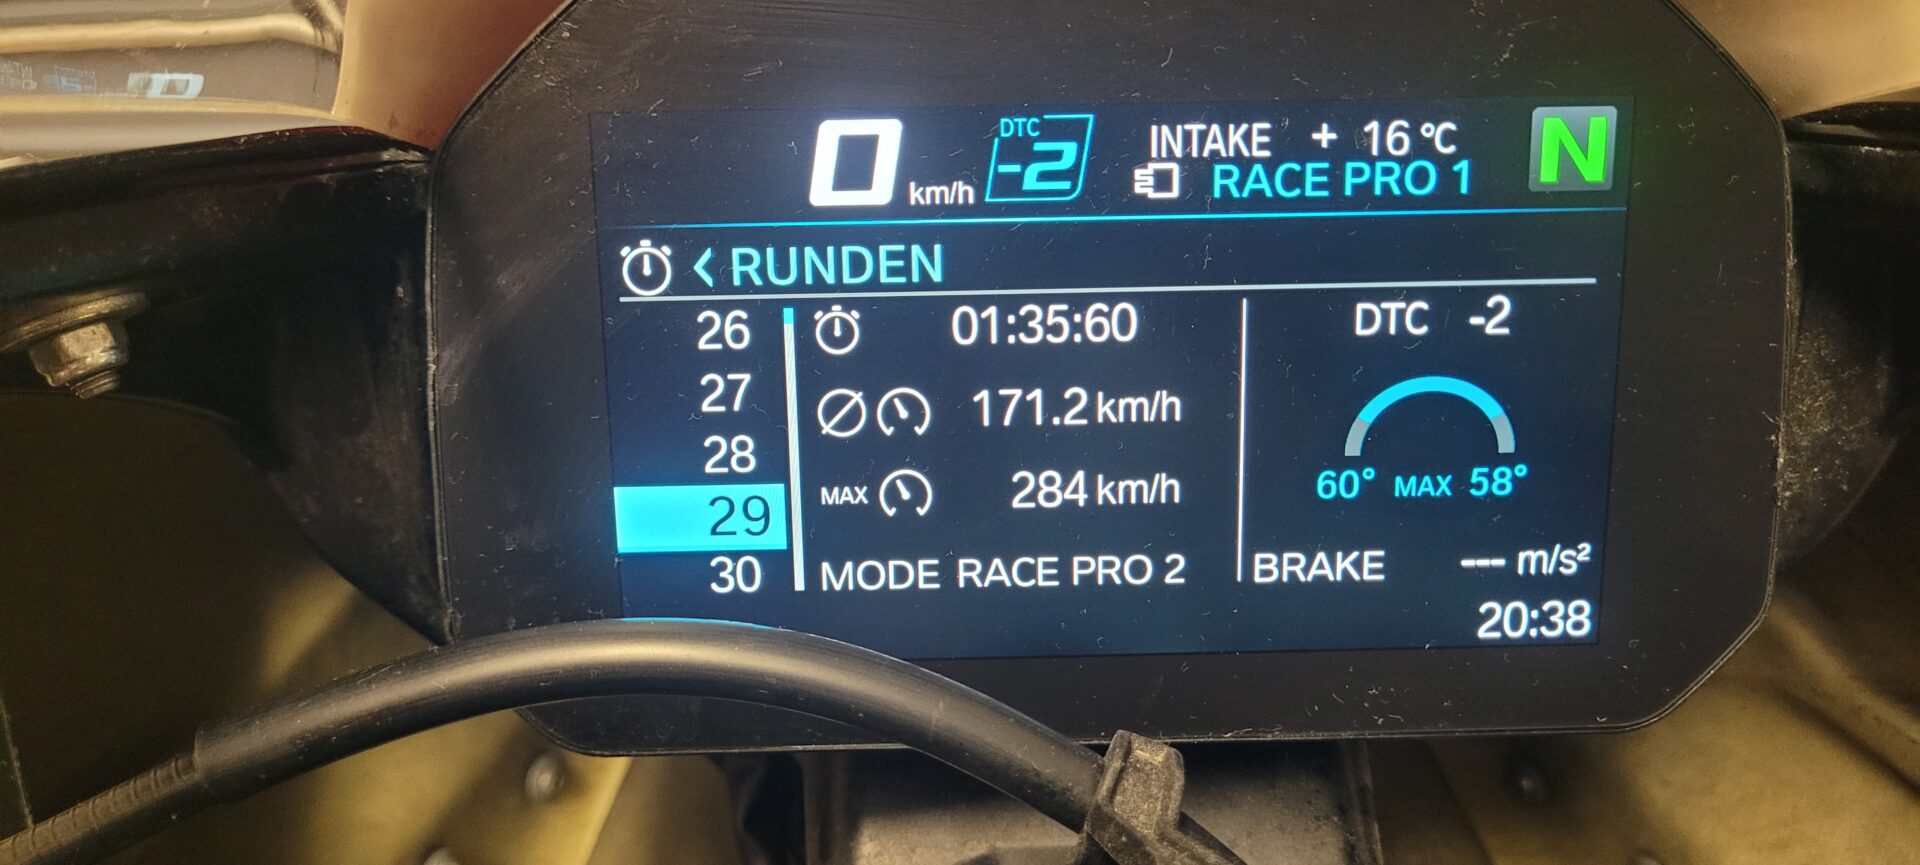 0 km/h DTC -2 INTAKE + 16 °C N
RACE PRO 1
< RUNDEN
26 01:35:60 DTC -2
27 171.2 km/h
28
60° MAX 58°
MAX 284 km/h
29
30 MODE RACE PRO 2 BRAKE --- m/s²
20:38